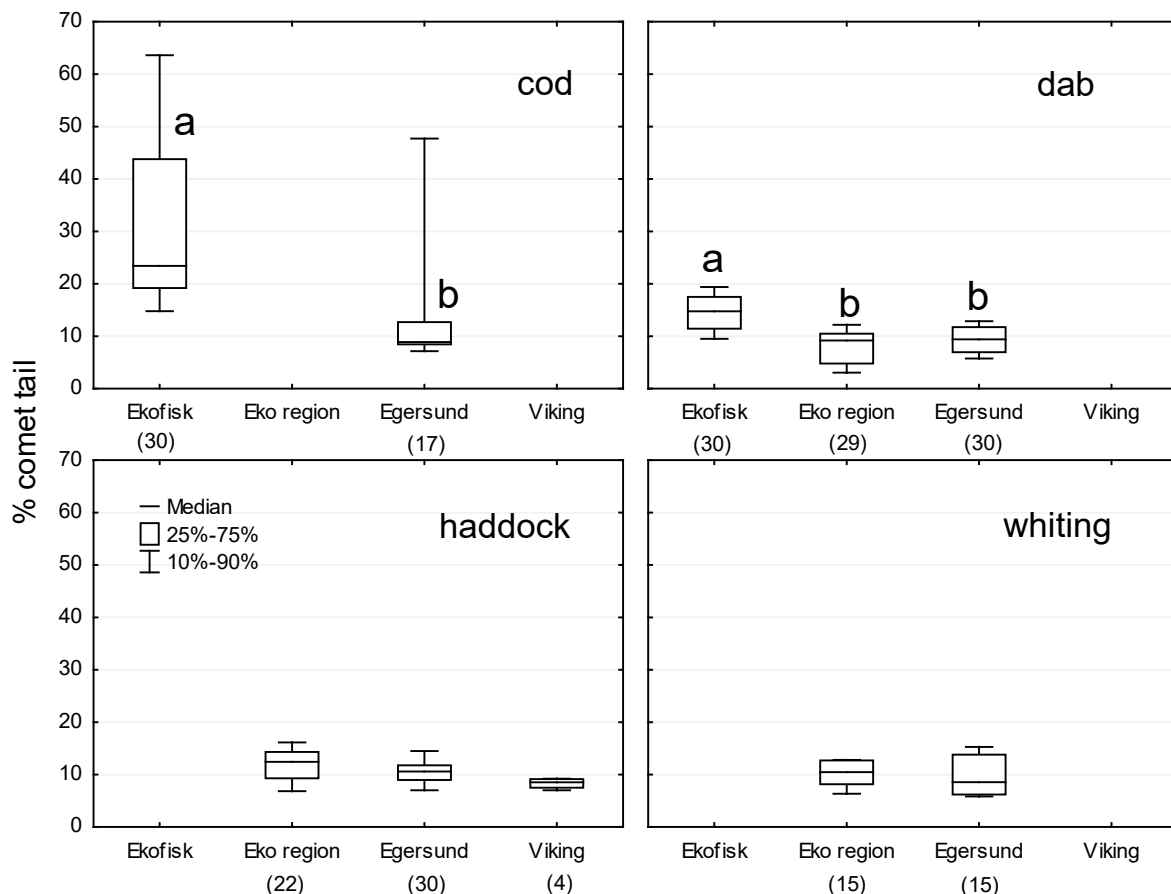 % comet tail
70
60
50
40
30
20
10
0
cod
a
b
Ekofisk Eko region Egersund Viking
(30) (17)
dab
a
b
b
Ekofisk Eko region Egersund Viking
(30) (29) (30)
70
60
50
40
30
20
10
0
haddock
Median
25%-75%
10%-90%
Ekofisk Eko region Egersund Viking
(22) (30) (4)
whiting
Ekofisk Eko region Egersund Viking
(15) (15)